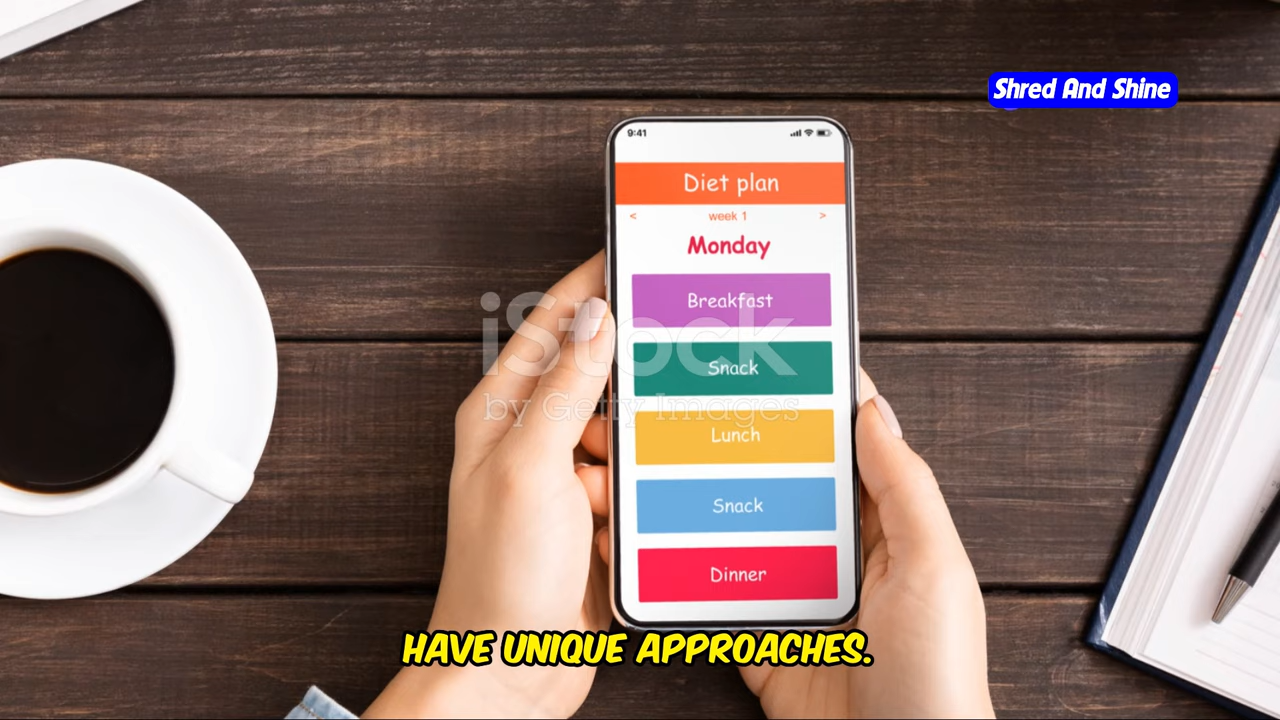 Shred And Shine
9:41
Diet plan
< week 1 >
Monday
Breakfast
Snack
Lunch
Snack
Dinner
iStock
by Getty Images
HAVE UNIQUE APPROACHES.